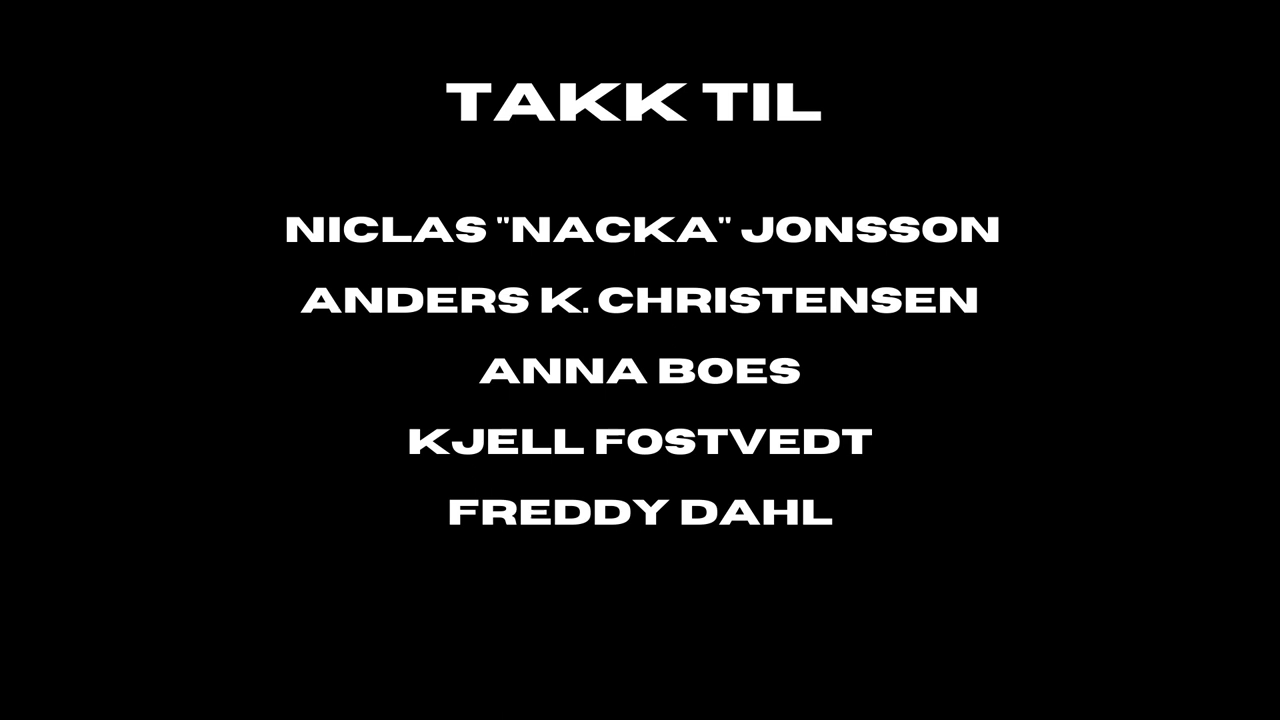 TAKK TIL
NICLAS "NACKA" JONSSON
ANDERS K. CHRISTENSEN
ANNA BOES
KJELL FOSTVEDT
FREDDY DAHL